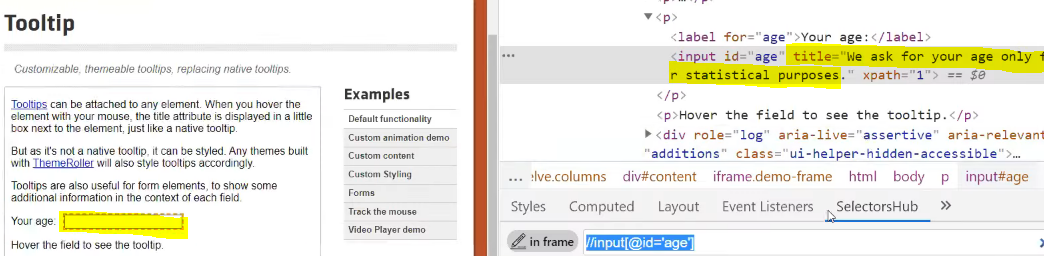 Tooltip
Customizable, themeable tooltips, replacing native tooltips.
Tooltips can be attached to any element. When you hover the
element with your mouse, the title attribute is displayed in a little
box next to the element, just like a native tooltip.
But as it's not a native tooltip, it can be styled. Any themes built
with ThemeRoller will also style tooltips accordingly.
Tooltips are also useful for form elements, to show some
additional information in the context of each field.
Your age:
Hover the field to see the tooltip.
Examples
Default functionality
Custom animation demo
Custom content
Custom Styling
Forms
Track the mouse
Video Player demo
<p>
<label for="age">Your age:</label>
... <input id="age" title="We ask for your age only f
r statistical purposes." xpath="1"> == $0
</p>
<p>Hover the field to see the tooltip.</p>
<div role="log" aria-live="assertive" aria-relevant
"additions" class="ui-helper-hidden-accessible">…
... elve.columns div#content iframe.demo-frame html body p input#age
Styles Computed Layout Event Listeners SelectorsHub »
in frame //input[@id='age']